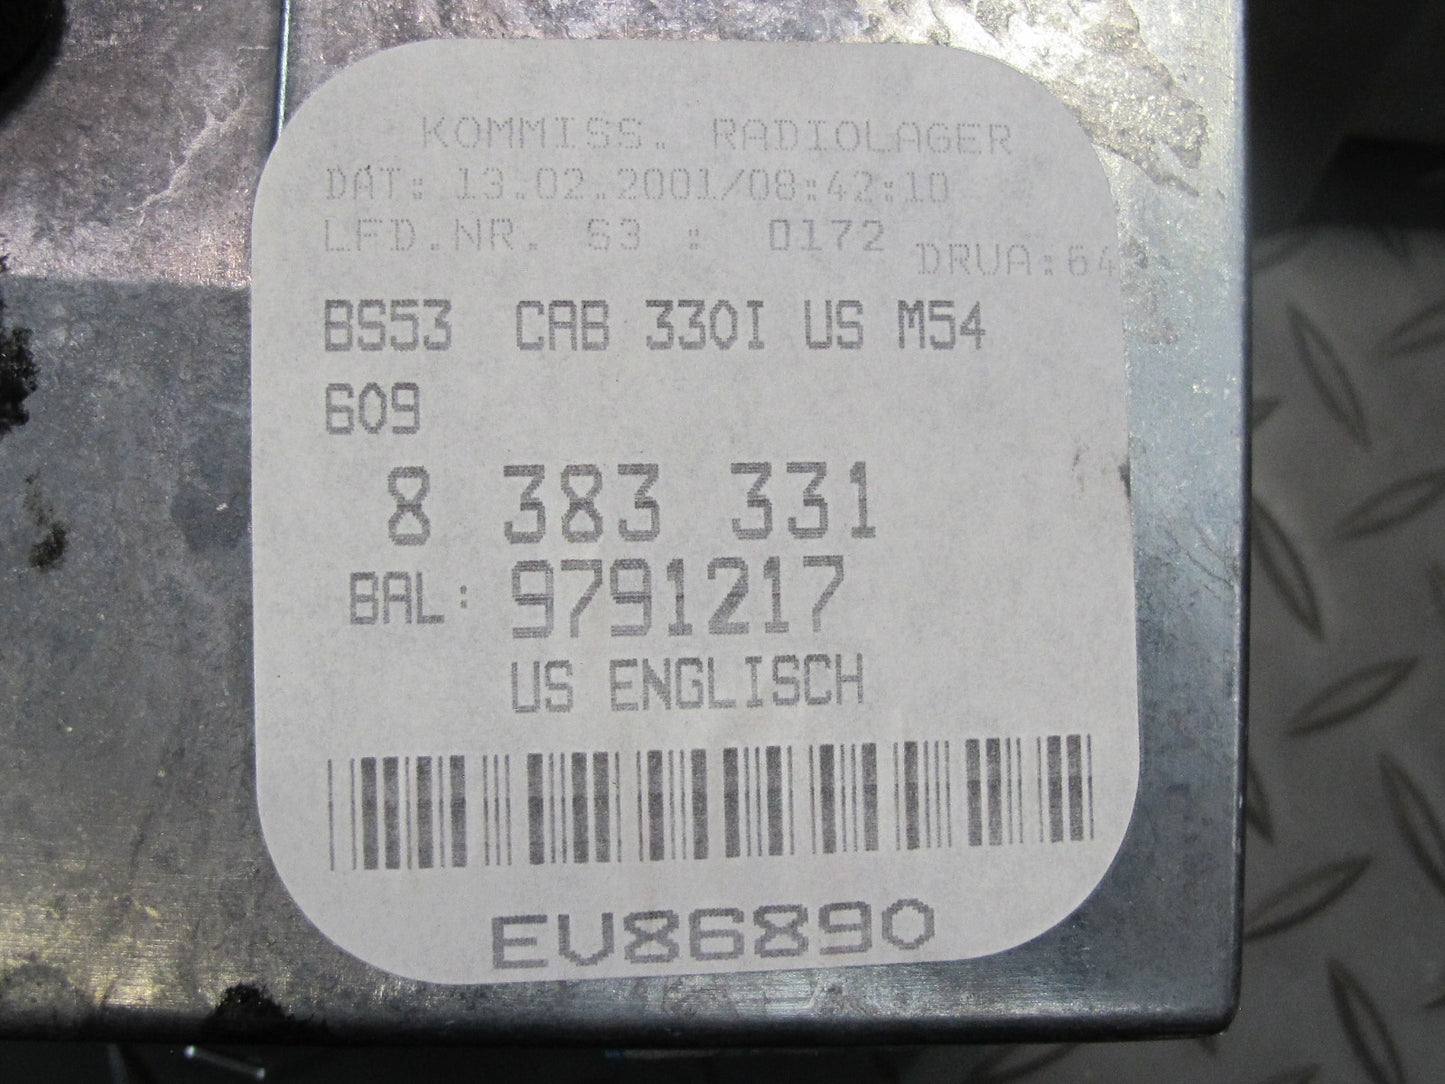 KOMMISS. RADIOLAGER
DAT: 13.02.2001/08:42:10
LFD.NR. S3 : 0172
DRVA:64
BS53 CAB 330I US M54
609
8 383 331
BAL: 9791217
US ENGLISCH
EV86890